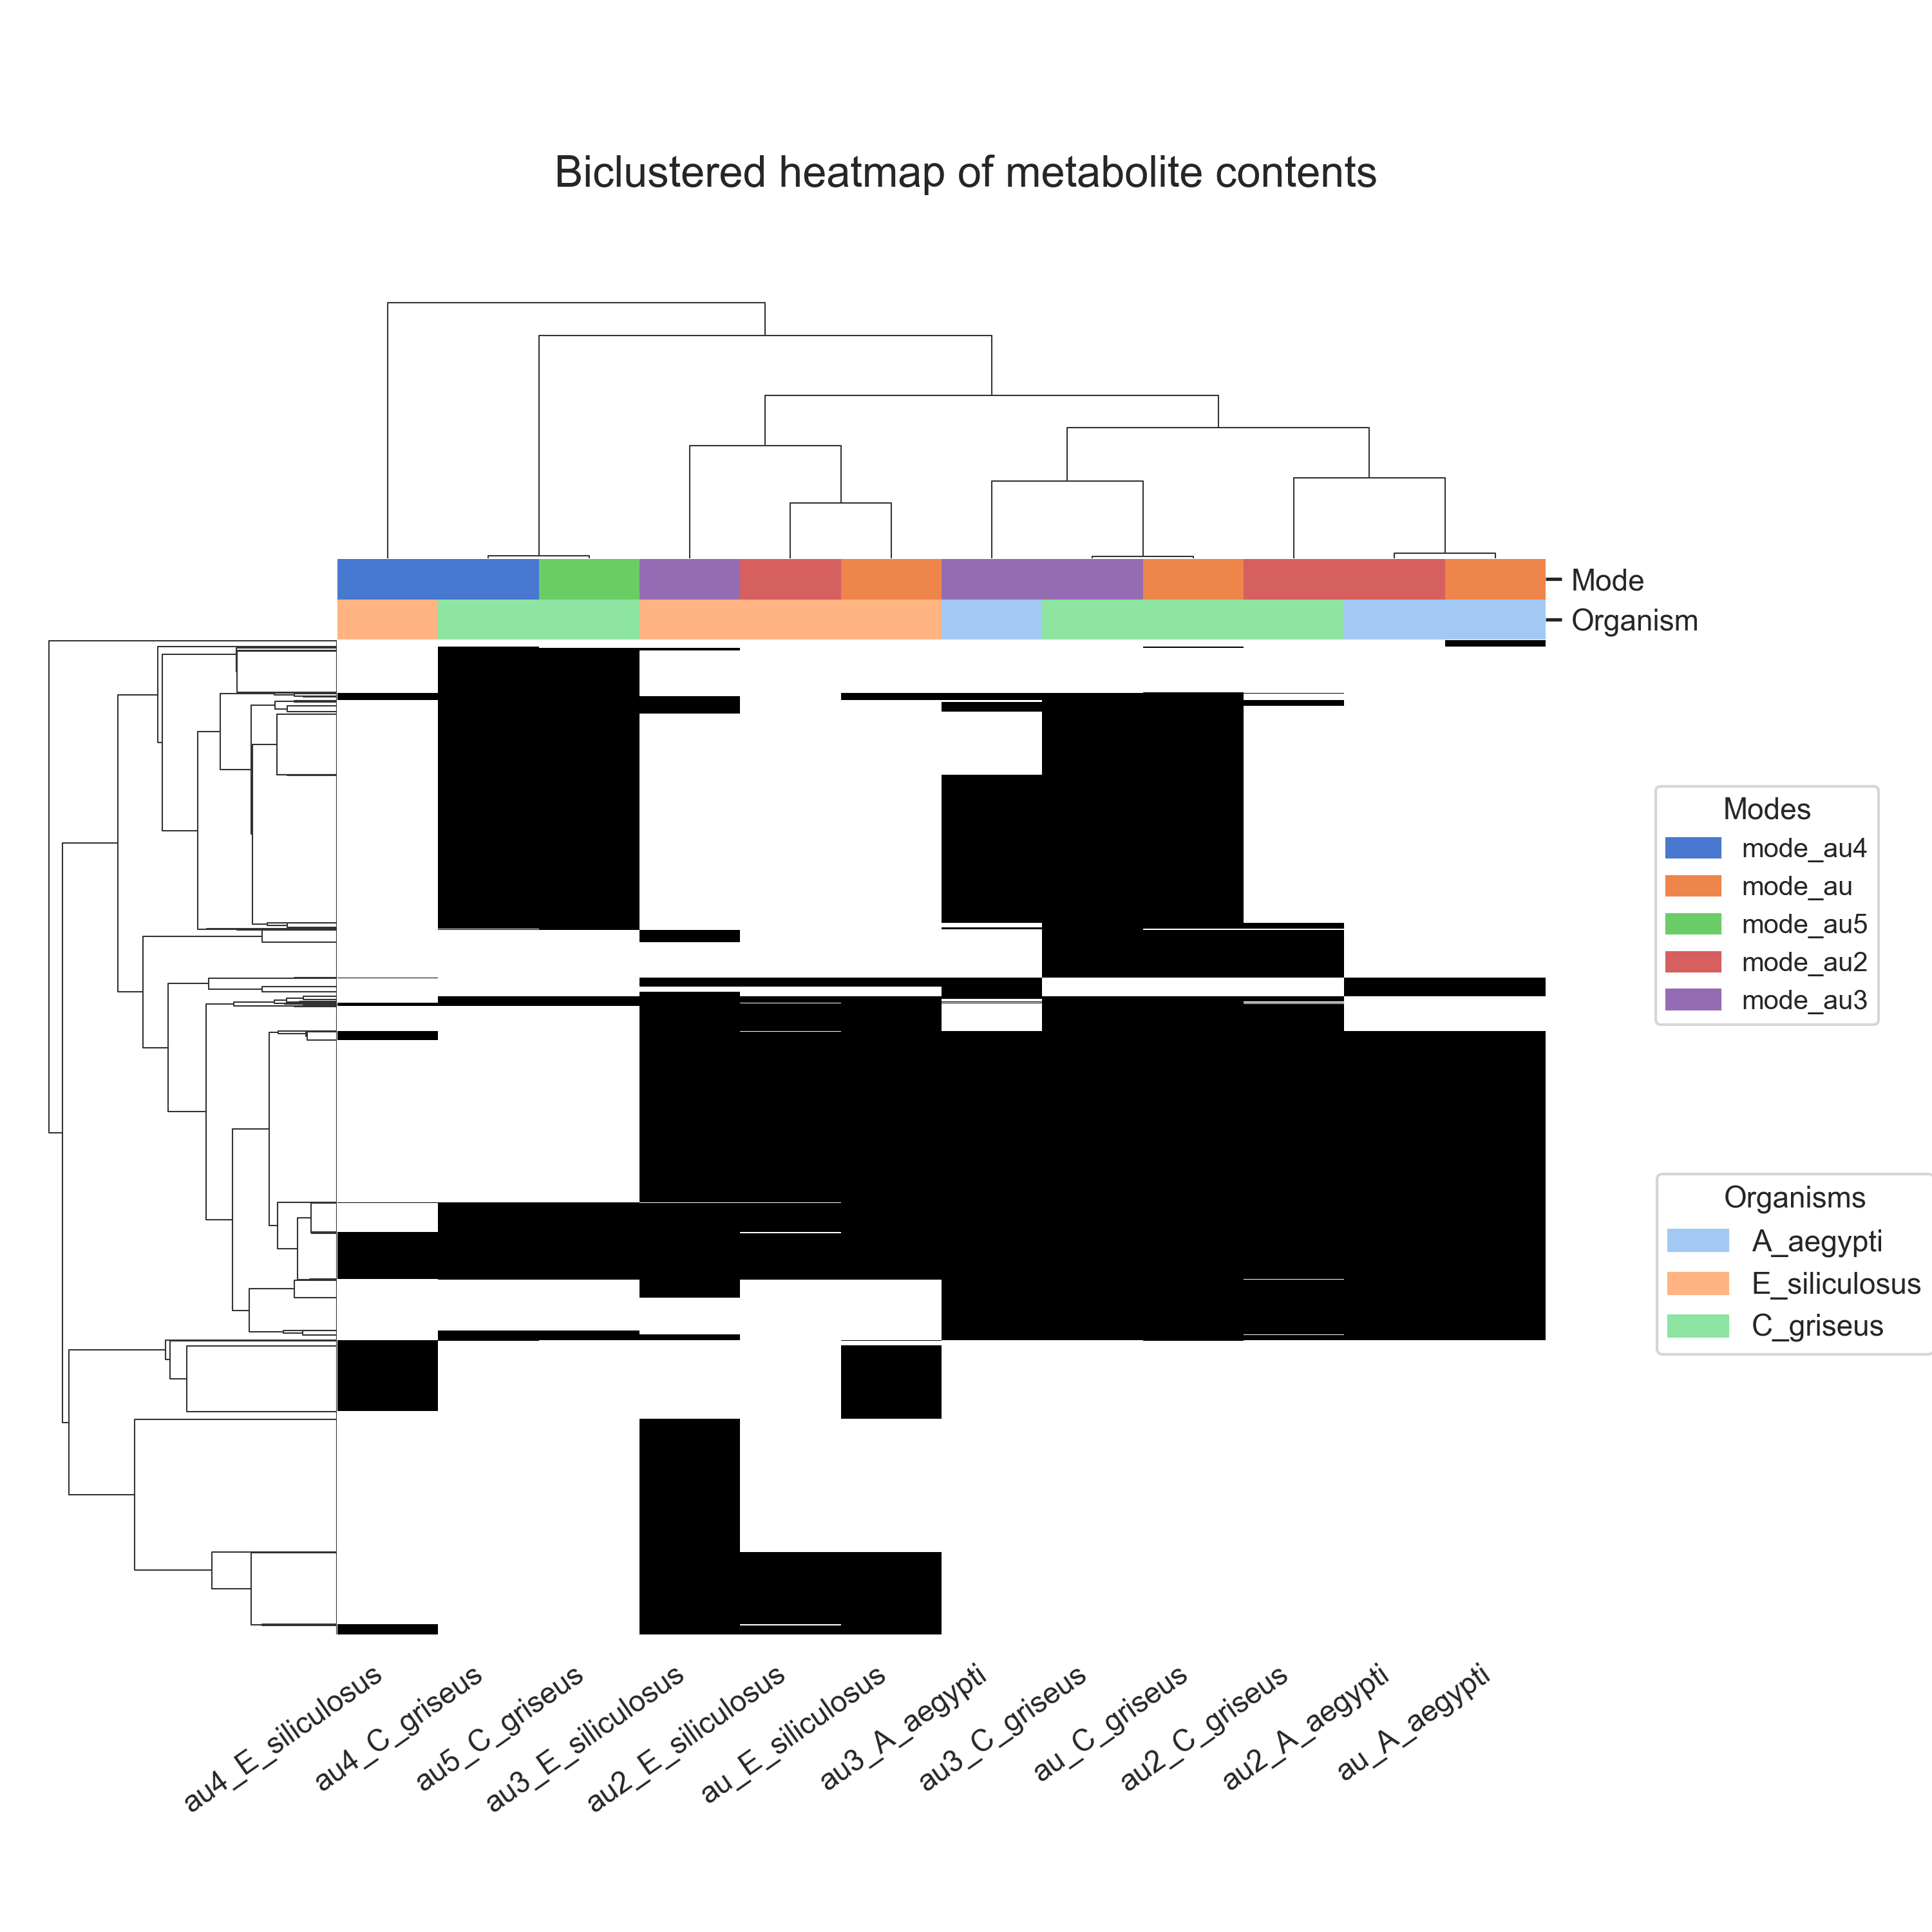 Biclustered heatmap of metabolite contents
Mode
Organism
Modes
mode_au4
mode_au
mode_au5
mode_au2
mode_au3
Organisms
A_aegypti
E_siliculosus
C_griseus
au4_E_siliculosus
au4_C_griseus
au5_C_griseus
au3_E_siliculosus
au2_E_siliculosus
au_E_siliculosus
au3_A_aegypti
au3_C_griseus
au_C_griseus
au2_C_griseus
au2_A_aegypti
au_A_aegypti